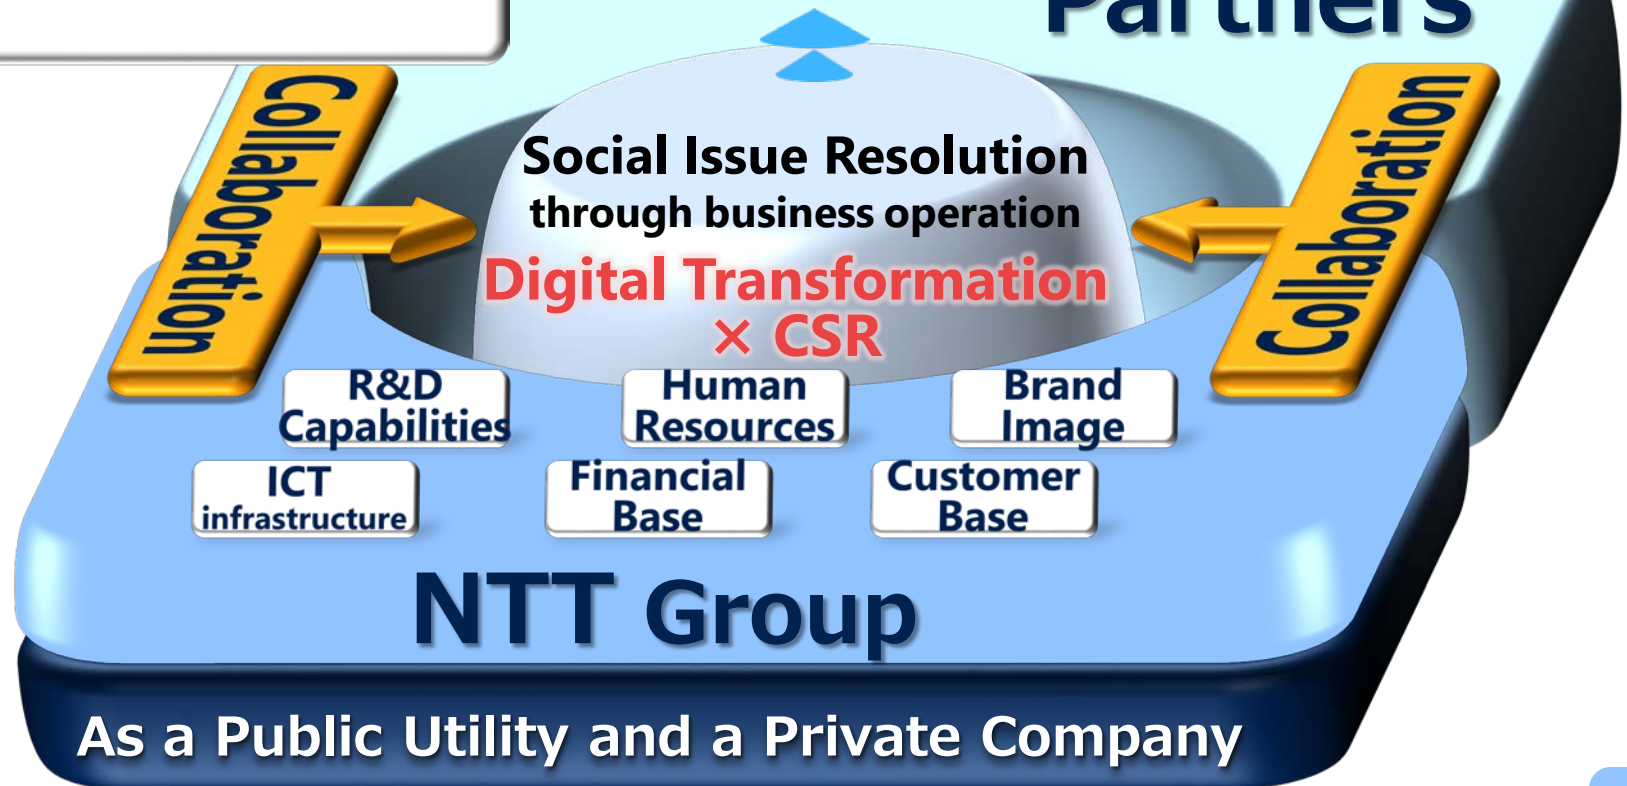 Partners
Collaboration
Collaboration
Social Issue Resolution
through business operation
Digital Transformation
× CSR
R&D
Capabilities
Human
Resources
Brand
Image
ICT
infrastructure
Financial
Base
Customer
Base
NTT Group
As a Public Utility and a Private Company